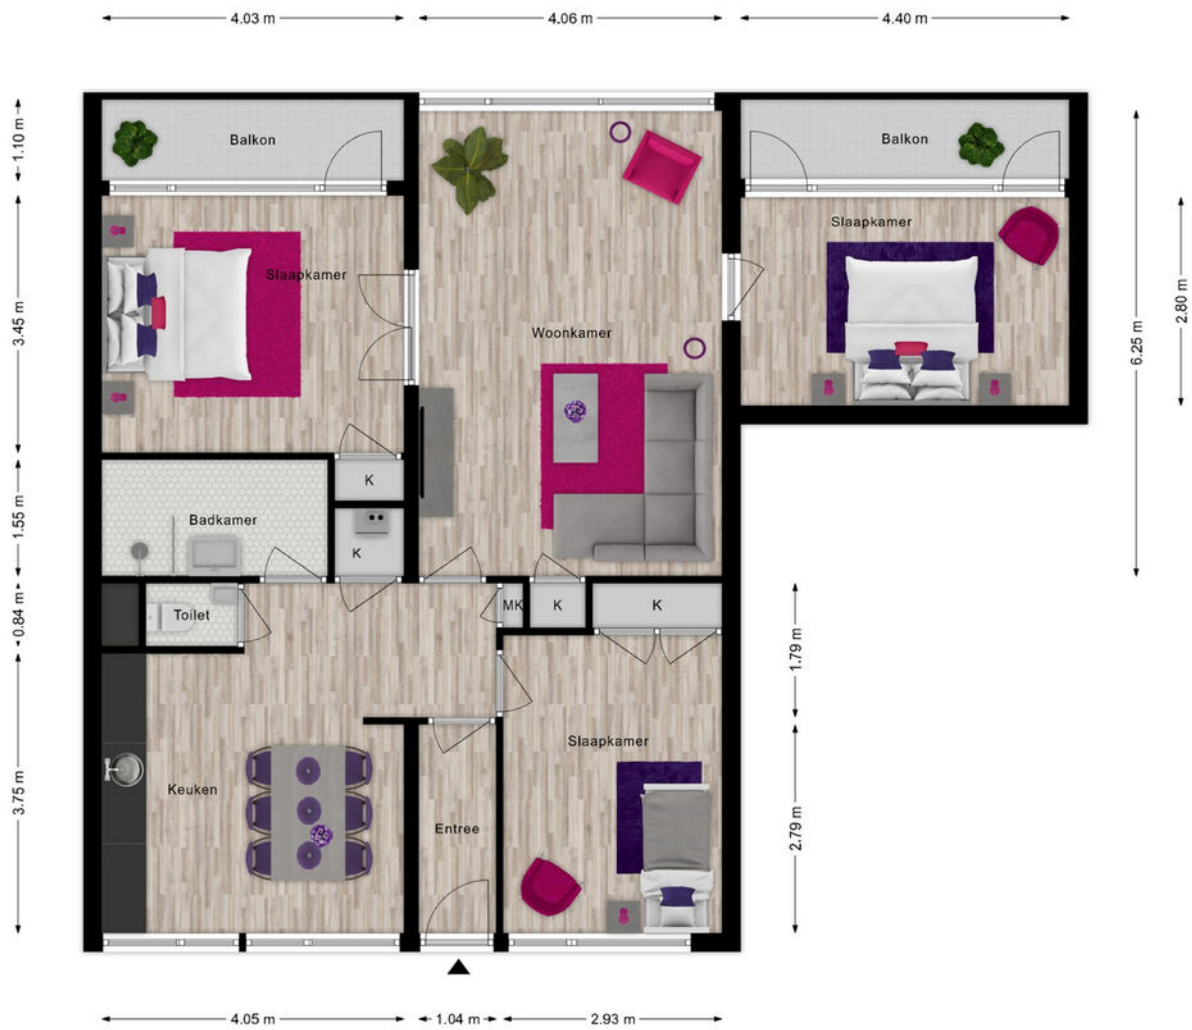 4.03 m
4.06 m
4.40 m
1.10 m
Balkon
Balkon
Slaapkamer
Slaapkamer
3.45 m
2.80 m
6.25 m
Woonkamer
K
Badkamer
1.55 m
K
0.84 m
Toilet
MK
K
K
1.79 m
Slaapkamer
3.75 m
Keuken
Entree
2.79 m
4.05 m
1.04 m
2.93 m